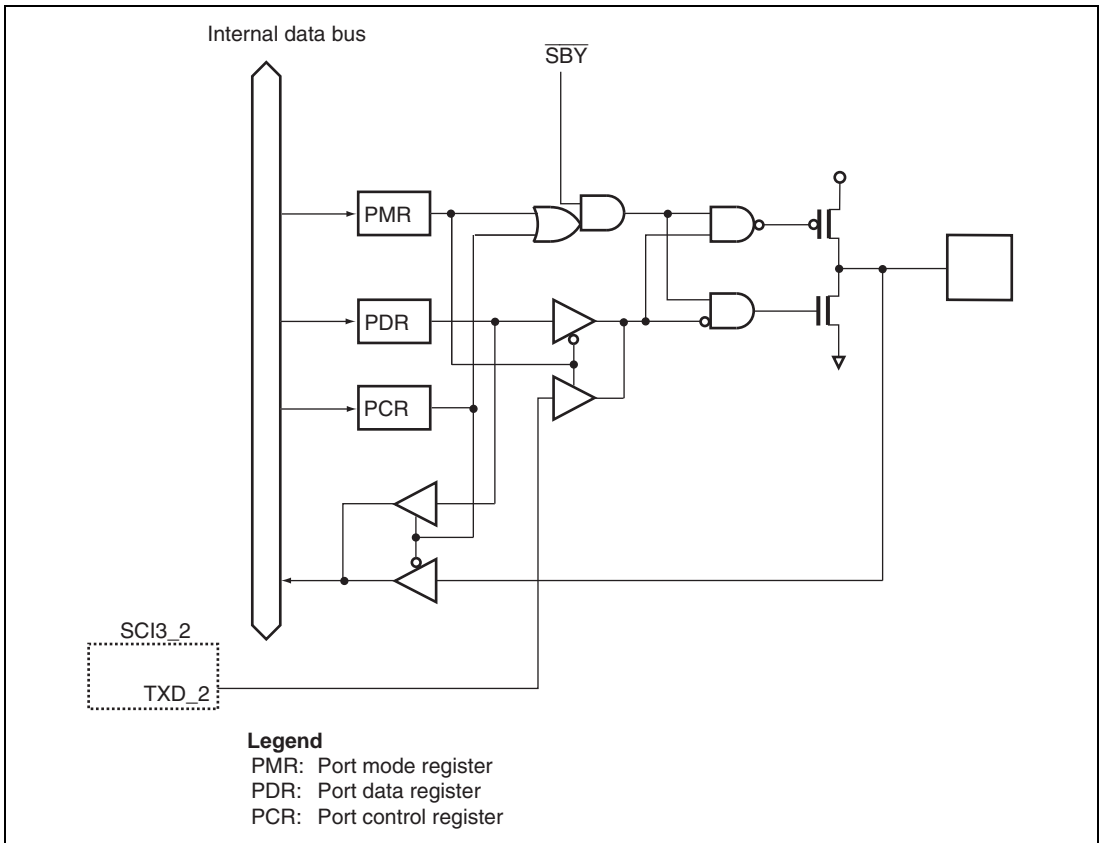 Internal data bus
SBY
PMR
PDR
PCR
SCI3_2
TXD_2
Legend
PMR: Port mode register
PDR: Port data register
PCR: Port control register